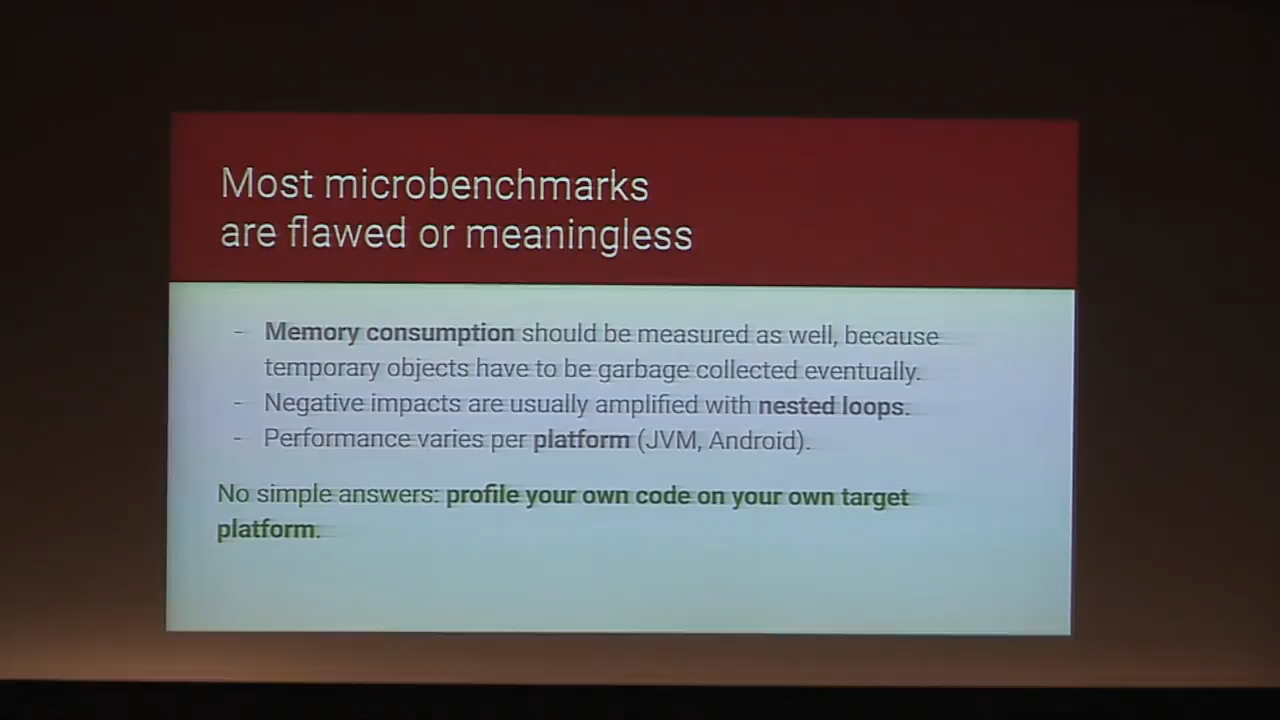 Most microbenchmarks
are flawed or meaningless
- Memory consumption should be measured as well, because
temporary objects have to be garbage collected eventually.
- Negative impacts are usually amplified with nested loops.
- Performance varies per platform (JVM, Android).
No simple answers: profile your own code on your own target
platform.